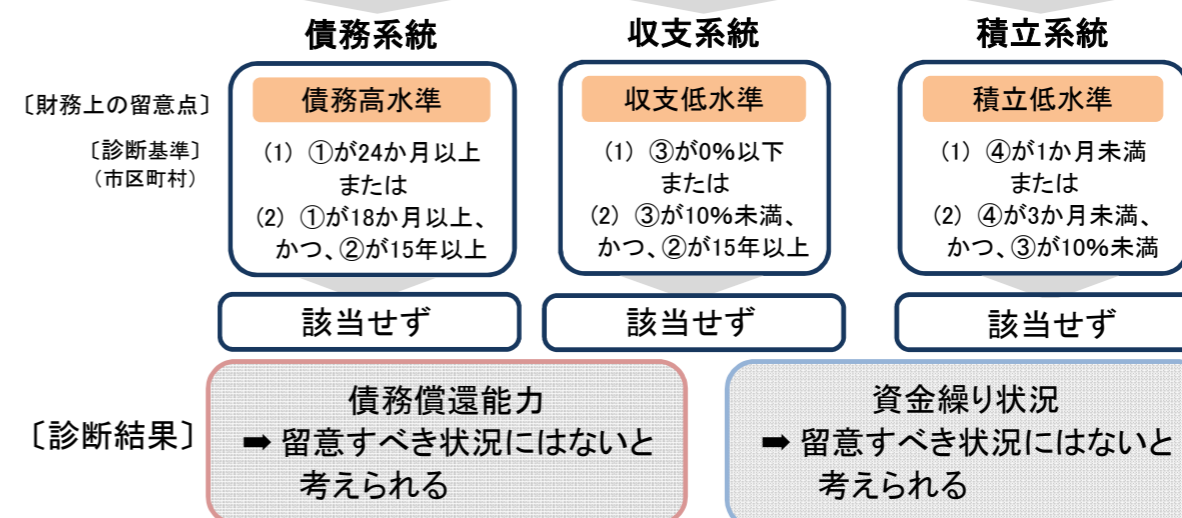 債務系統
収支系統
積立系統
〔財務上の留意点〕
債務高水準
収支低水準
積立低水準
〔診断基準〕
（市区町村）
(1) ①が24か月以上
または
(2) ①が18か月以上、
かつ、②が15年以上
(1) ③が0%以下
または
(2) ③が10%未満、
かつ、②が15年以上
(1) ④が1か月未満
または
(2) ④が3か月未満、
かつ、③が10%未満
該当せず
該当せず
該当せず
〔診断結果〕
債務償還能力
➡ 留意すべき状況にはないと
考えられる
資金繰り状況
➡ 留意すべき状況にはないと
考えられる